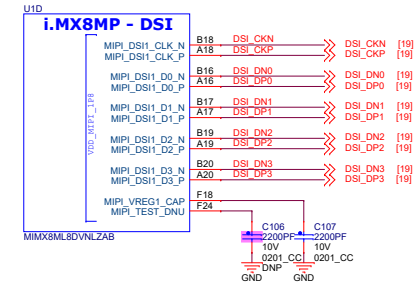 U1D
i.MX8MP - DSI
VDD_MIPI_1P8
MIPI_DSI1_CLK_N B18 DSI_CKN DSI_CKN [19]
MIPI_DSI1_CLK_P A18 DSI_CKP DSI_CKP [19]
MIPI_DSI1_D0_N B16 DSI_DN0 DSI_DN0 [19]
MIPI_DSI1_D0_P A16 DSI_DP0 DSI_DP0 [19]
MIPI_DSI1_D1_N B17 DSI_DN1 DSI_DN1 [19]
MIPI_DSI1_D1_P A17 DSI_DP1 DSI_DP1 [19]
MIPI_DSI1_D2_N B19 DSI_DN2 DSI_DN2 [19]
MIPI_DSI1_D2_P A19 DSI_DP2 DSI_DP2 [19]
MIPI_DSI1_D3_N B20 DSI_DN3 DSI_DN3 [19]
MIPI_DSI1_D3_P A20 DSI_DP3 DSI_DP3 [19]
MIPI_VREG1_CAP F18
MIPI_TEST_DNU F24
MIMX8ML8DVNLZAB
C106 C107
2200PF 2200PF
10V 10V
0201_CC 0201_CC
DNP
GND GND